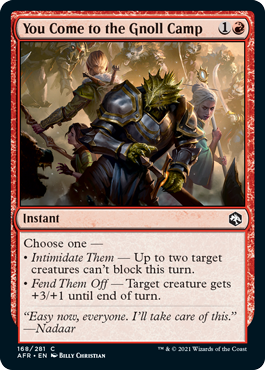 You Come to the Gnoll Camp 1
Instant
Choose one —
• Intimidate Them — Up to two target
creatures can't block this turn.
• Fend Them Off — Target creature gets
+3/+1 until end of turn.
"Easy now, everyone. I'll take care of this."
—Nadaar
168/281 C
AFR • EN BILLY CHRISTIAN
™ & © 2021 Wizards of the Coast